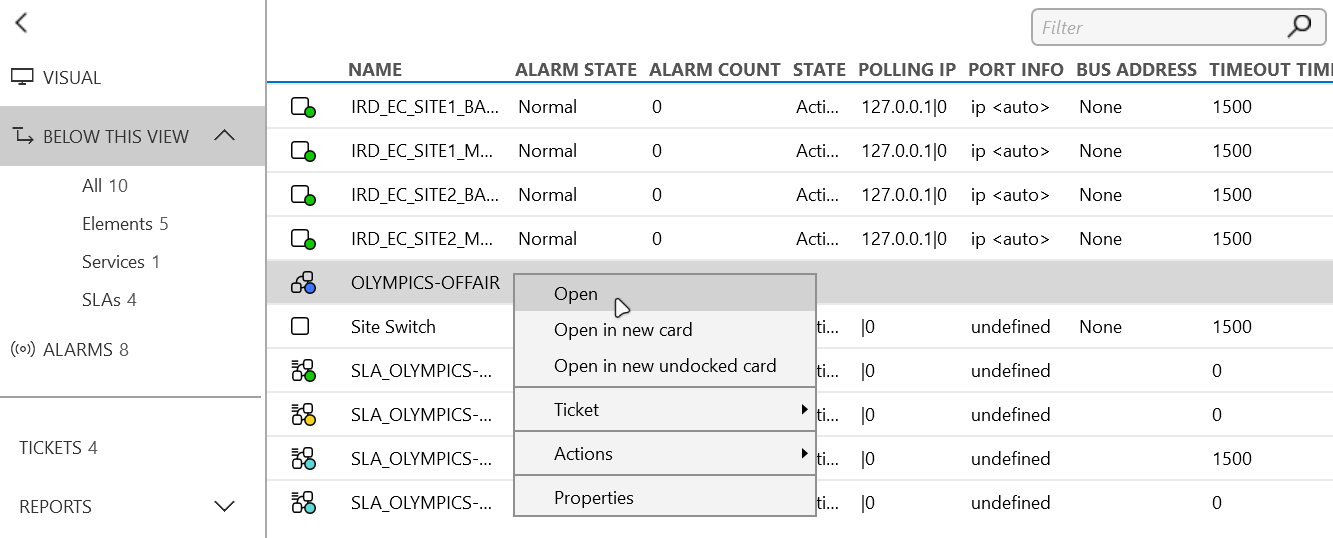 Filter
VISUAL
BELOW THIS VIEW
All 10
Elements 5
Services 1
SLAs 4
ALARMS 8
TICKETS 4
REPORTS
NAME ALARM STATE ALARM COUNT STATE POLLING IP PORT INFO BUS ADDRESS TIMEOUT TIM
IRD_EC_SITE1_BA... Normal 0 Acti... 127.0.0.1|0 ip <auto> None 1500
IRD_EC_SITE1_M... Normal 0 Acti... 127.0.0.1|0 ip <auto> None 1500
IRD_EC_SITE2_BA... Normal 0 Acti... 127.0.0.1|0 ip <auto> None 1500
IRD_EC_SITE2_M... Normal 0 Acti... 127.0.0.1|0 ip <auto> None 1500
OLYMPICS-OFFAIR
Site Switch ti... |0 undefined None 1500
SLA_OLYMPICS-... ti... |0 undefined 0
SLA_OLYMPICS-... ti... |0 undefined 0
SLA_OLYMPICS-... ti... |0 undefined 1500
SLA_OLYMPICS-... ti... |0 undefined 0
Open
Open in new card
Open in new undocked card
Ticket
Actions
Properties